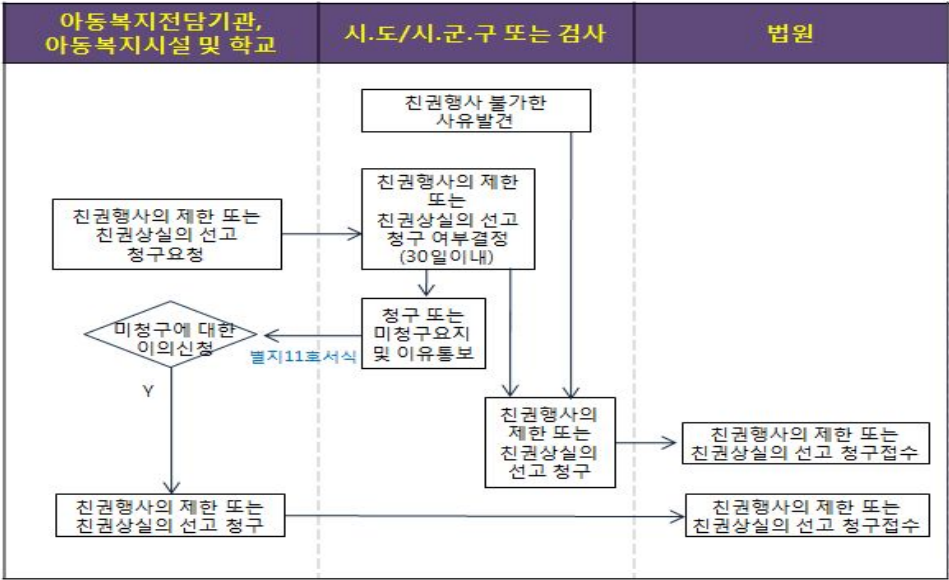 아동복지전담기관,
아동복지시설 및 학교
시.도/시.군.구 또는 검사
법원
친권행사 불가한
사유발견
친권행사의 제한 또는
친권상실의 선고
청구요청
친권행사의 제한
또는
친권상실의 선고
청구 여부결정
(30일이내)
미청구에 대한
이의신청
별지11호서식
청구 또는
미청구요지
및 이유통보
Y
친권행사의
제한 또는
친권상실의
선고 청구
친권행사의 제한 또는
친권상실의 선고 청구접수
친권행사의 제한 또는
친권상실의 선고 청구
친권행사의 제한 또는
친권상실의 선고 청구접수